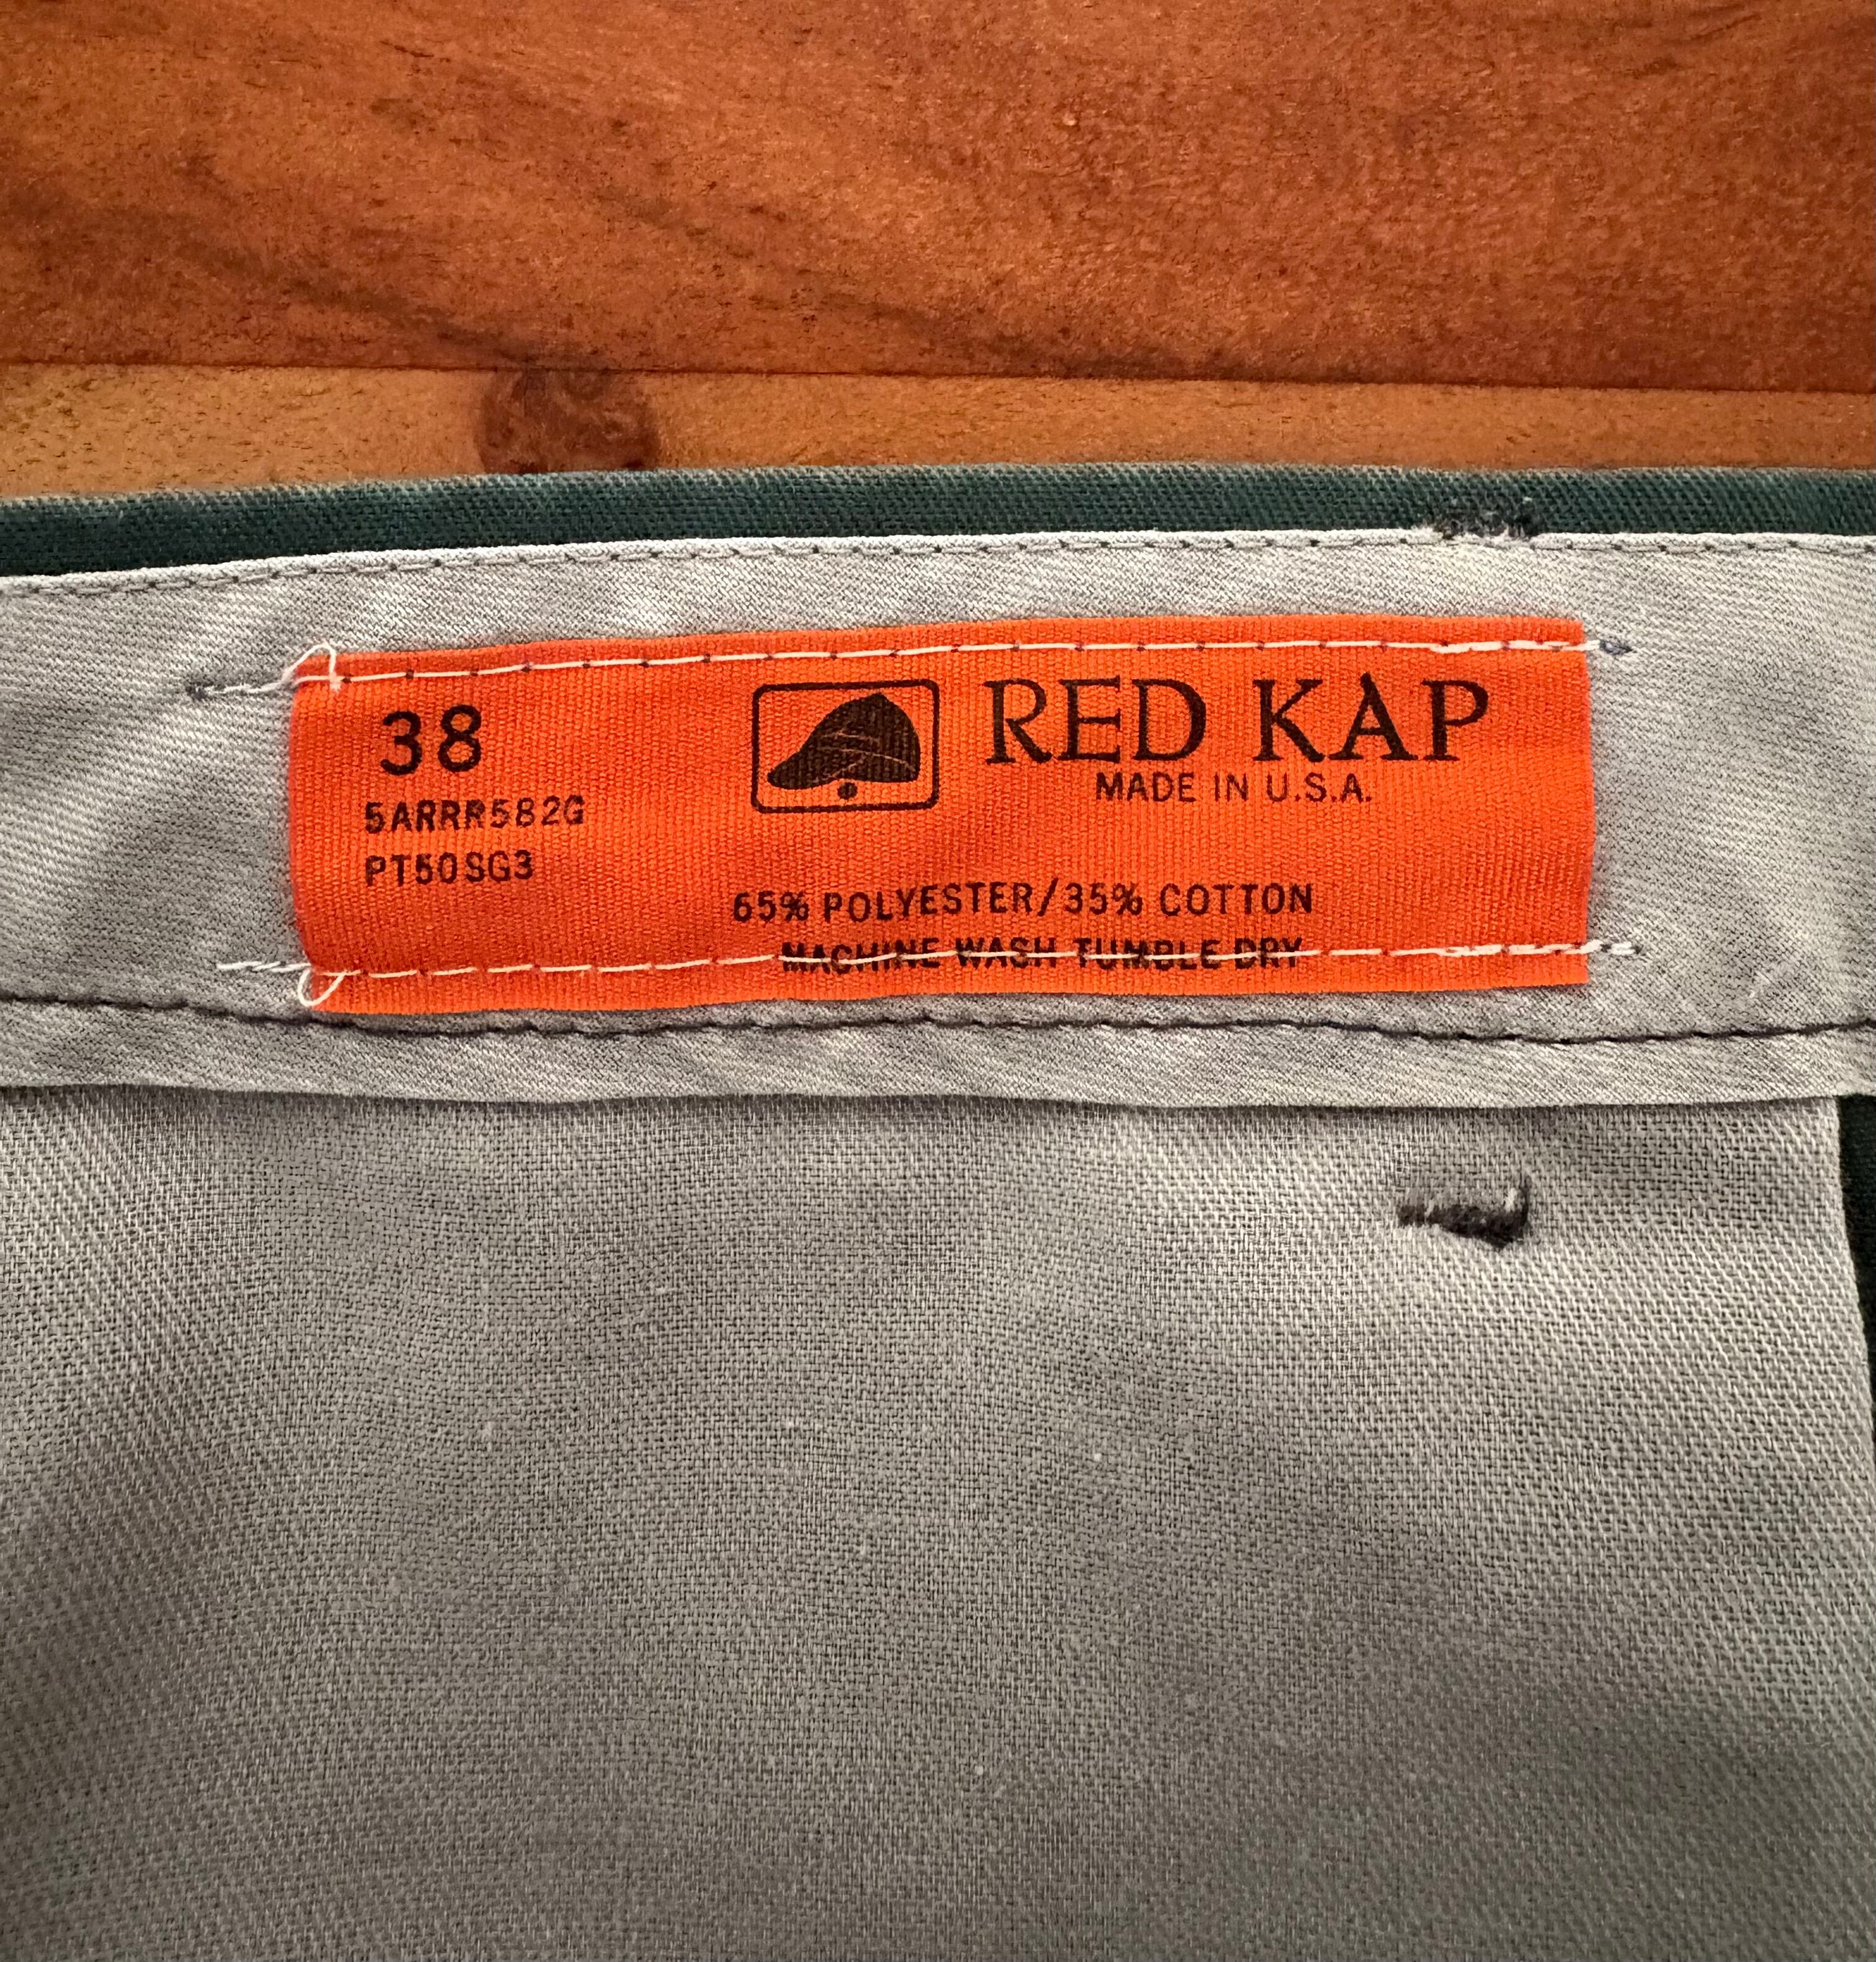 38
RED KAP
MADE IN U.S.A.
5ARRR582G
PT50SG3
65% POLYESTER/35% COTTON
MACHINE WASH TUMBLE DRY